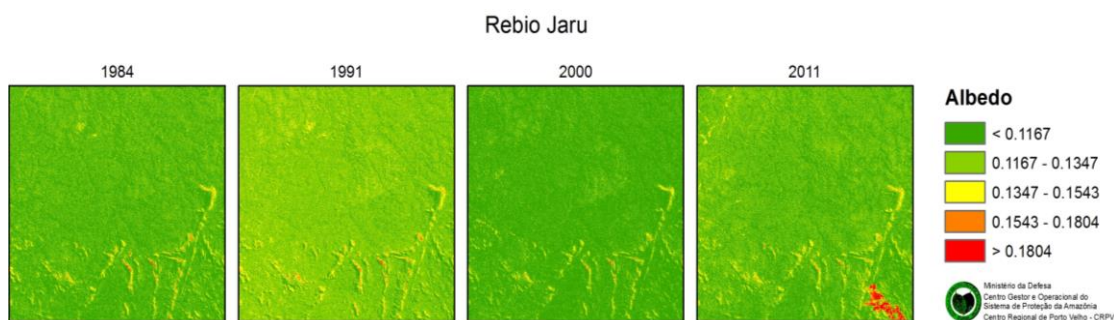 Rebio Jaru
1984
1991
2000
2011
Albedo
< 0.1167
0.1167 - 0.1347
0.1347 - 0.1543
0.1543 - 0.1804
> 0.1804
Ministério da Defesa
Centro Gestor e Operacional do
Sistema de Proteção da Amazônia
Centro Regional de Porto Velho - CRPV